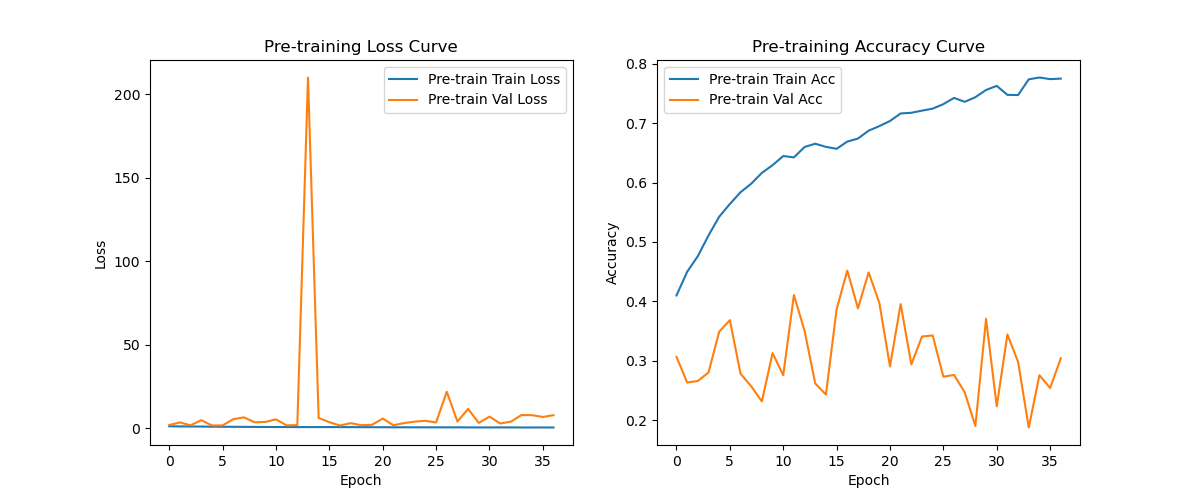 Pre-training Loss Curve
Pre-train Train Loss
Pre-train Val Loss
200
150
100
50
0
Loss
0 5 10 15 20 25 30 35
Epoch
Pre-training Accuracy Curve
Pre-train Train Acc
Pre-train Val Acc
0.8
0.7
0.6
0.5
0.4
0.3
0.2
Accuracy
0 5 10 15 20 25 30 35
Epoch